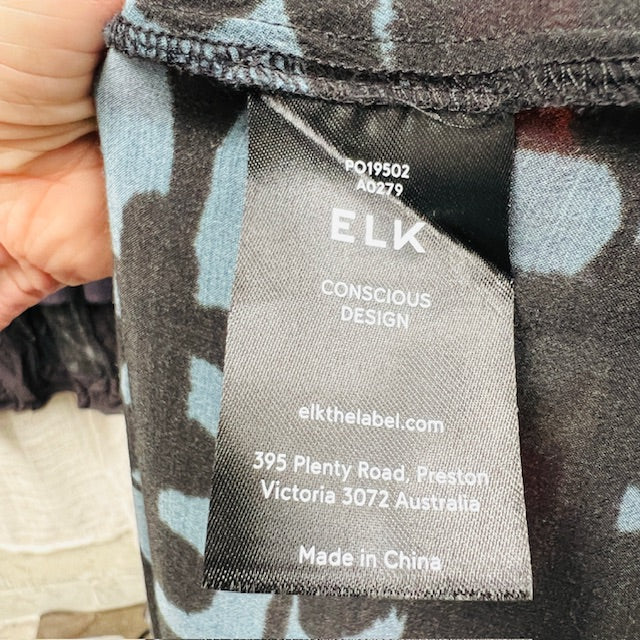 PO19502
A0279
ELK
CONSCIOUS
DESIGN
elkthelabel.com
395 Plenty Road, Preston
Victoria 3072 Australia
Made in China